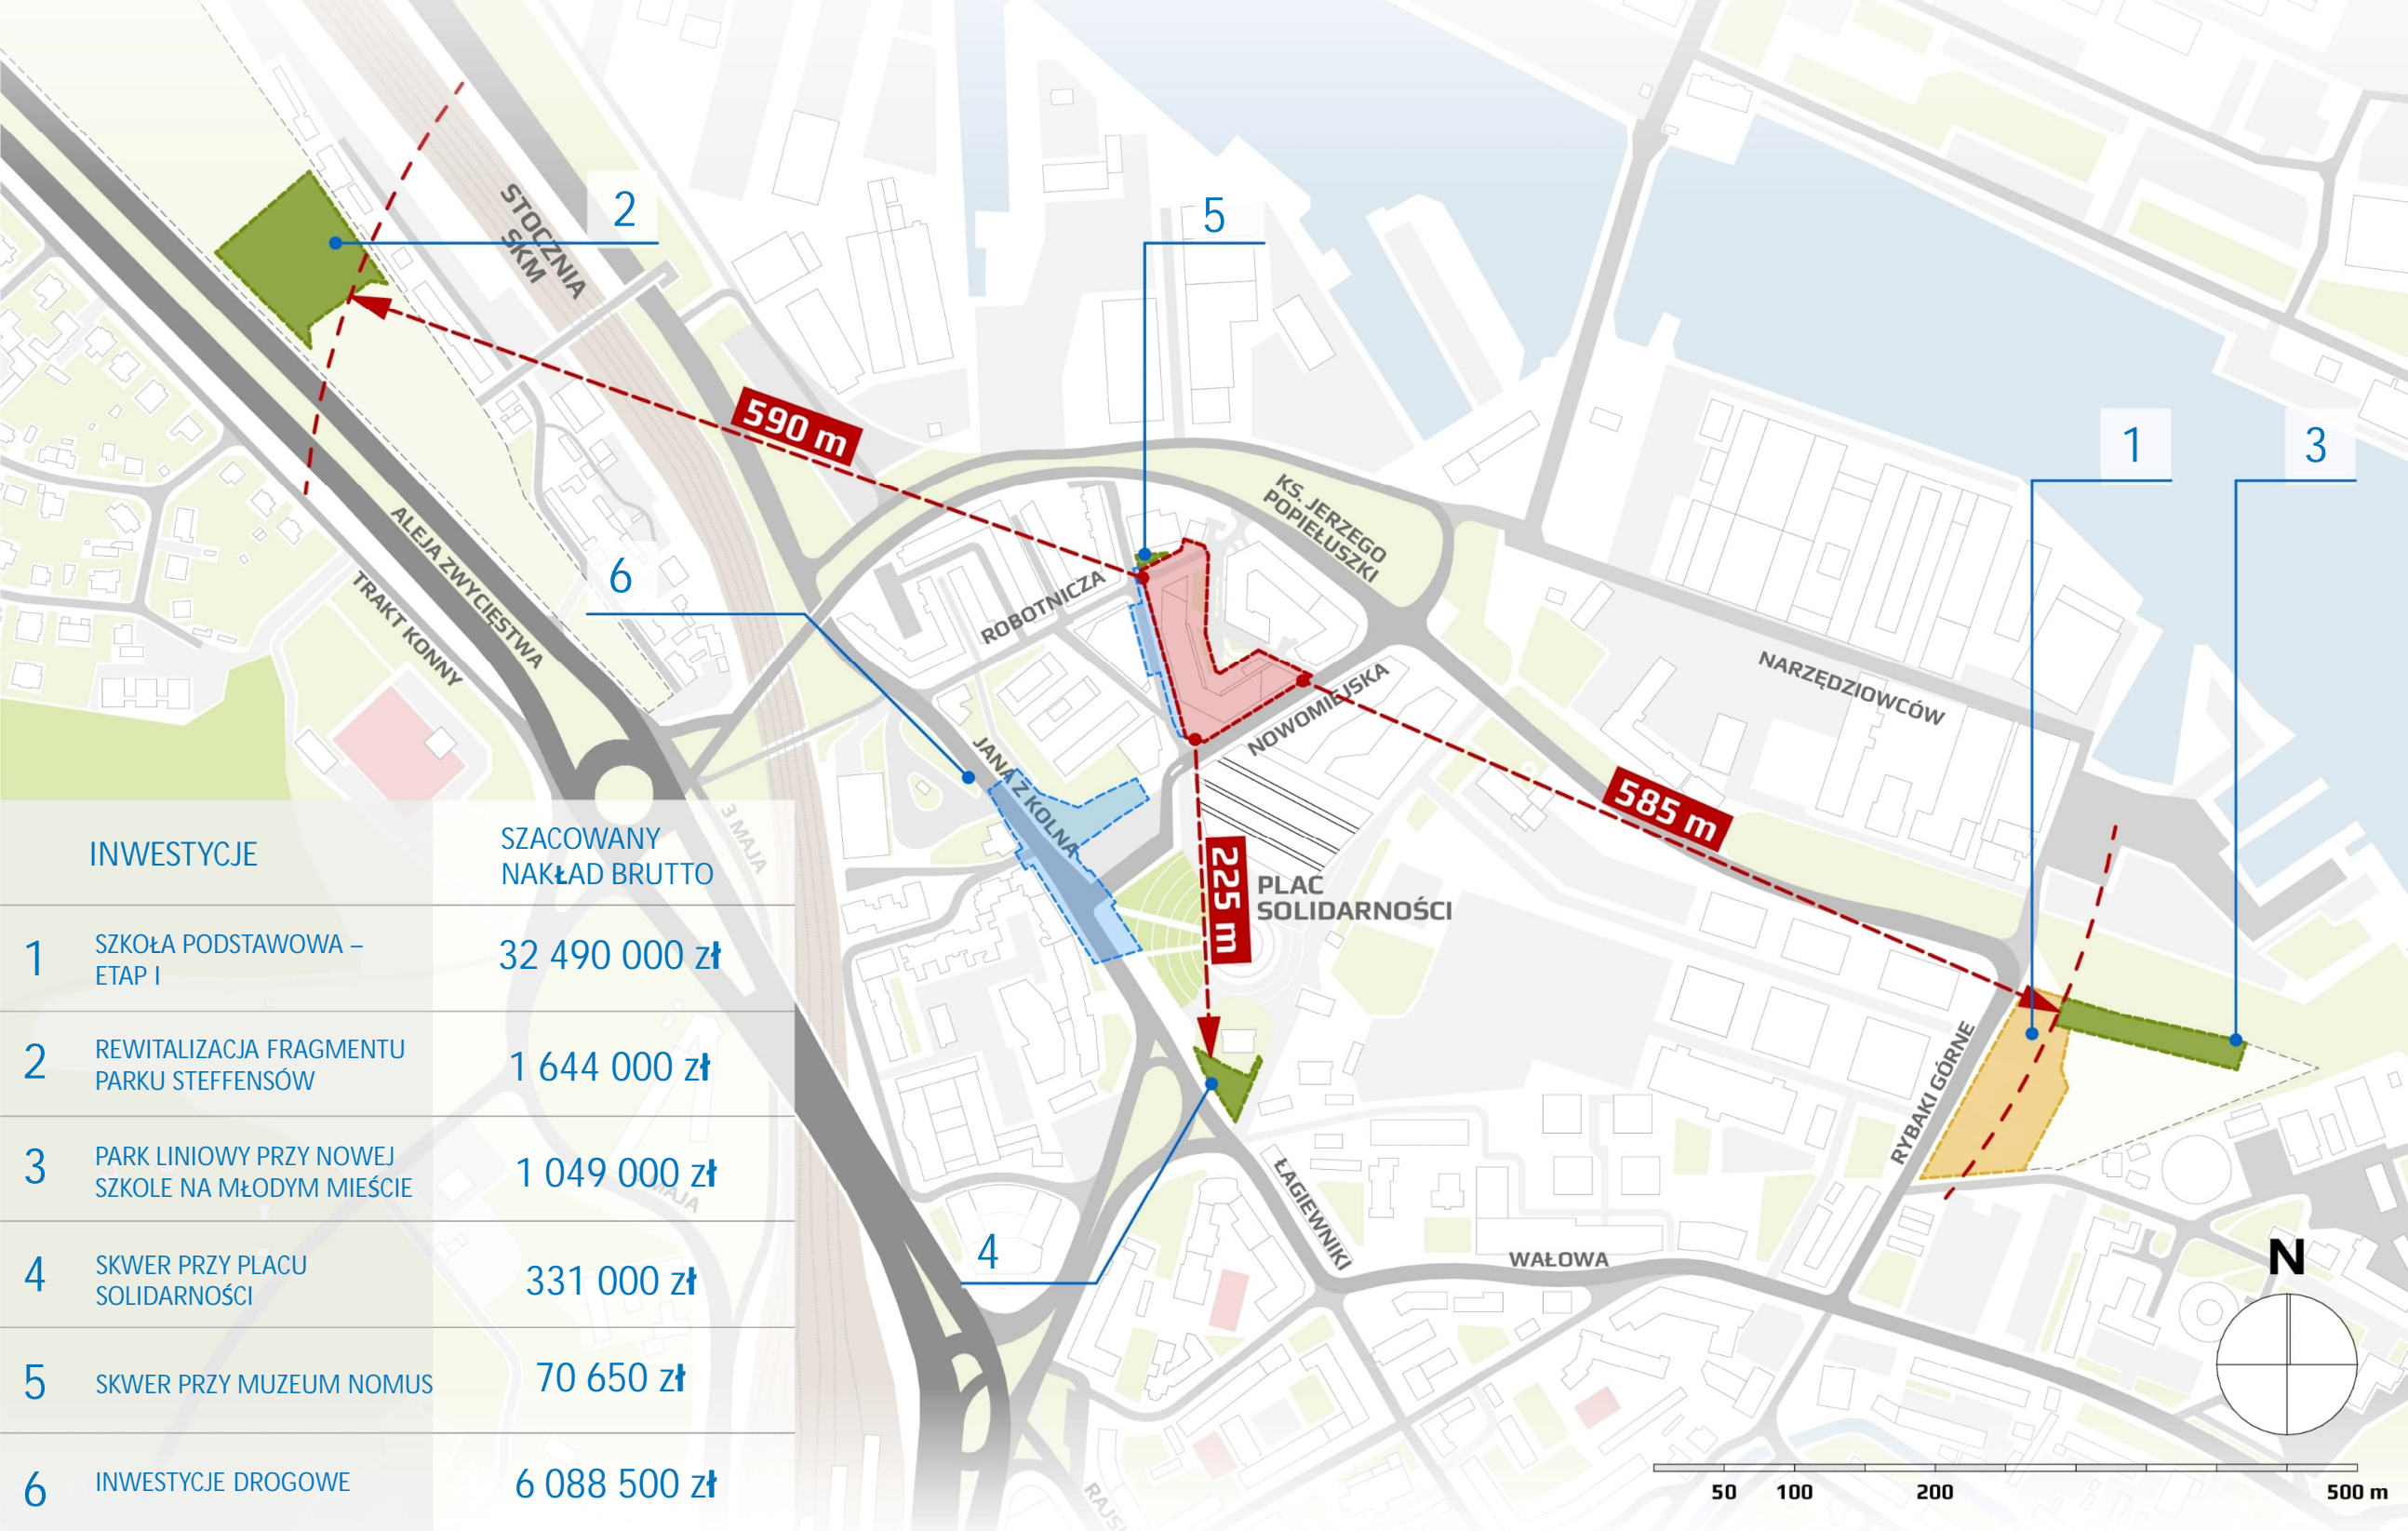 2
STOCZNIA
SKM
5
590 m
1
3
KS. JERZEGO
POPIEŁUSZKI
ALEJA ZWYCIĘSTWA
TRAKT KONNY
6
ROBOTNICZA
NOWOMIEJSKA
NARZĘDZIOWCÓW
JANA Z KOLNA
585 m
3 MAJA
225 m
PLAC
SOLIDARNOŚCI
RYBAKI GÓRNE
ŁAGIEWNIKI
4
WAŁOWA
N
50 100 200 500 m
INWESTYCJE
SZACOWANY
NAKŁAD BRUTTO
1
SZKOŁA PODSTAWOWA –
ETAP I
32 490 000 zł
2
REWITALIZACJA FRAGMENTU
PARKU STEFFENSÓW
1 644 000 zł
3
PARK LINIOWY PRZY NOWEJ
SZKOLE NA MŁODYM MIEŚCIE
1 049 000 zł
4
SKWER PRZY PLACU
SOLIDARNOŚCI
331 000 zł
5
SKWER PRZY MUZEUM NOMUS
70 650 zł
6
INWESTYCJE DROGOWE
6 088 500 zł